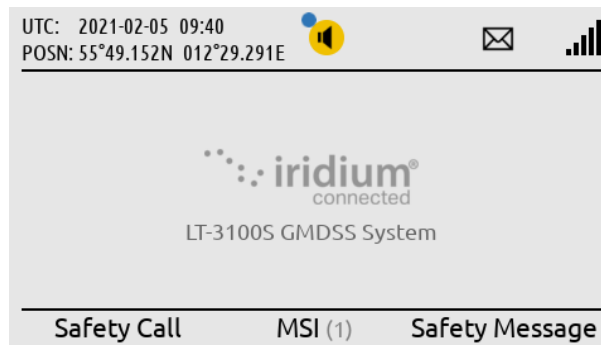 UTC: 2021-02-05 09:40
POSN: 55°49.152N 012°29.291E
iridium®
connected
LT-3100S GMDSS System
Safety Call MSI (1) Safety Message